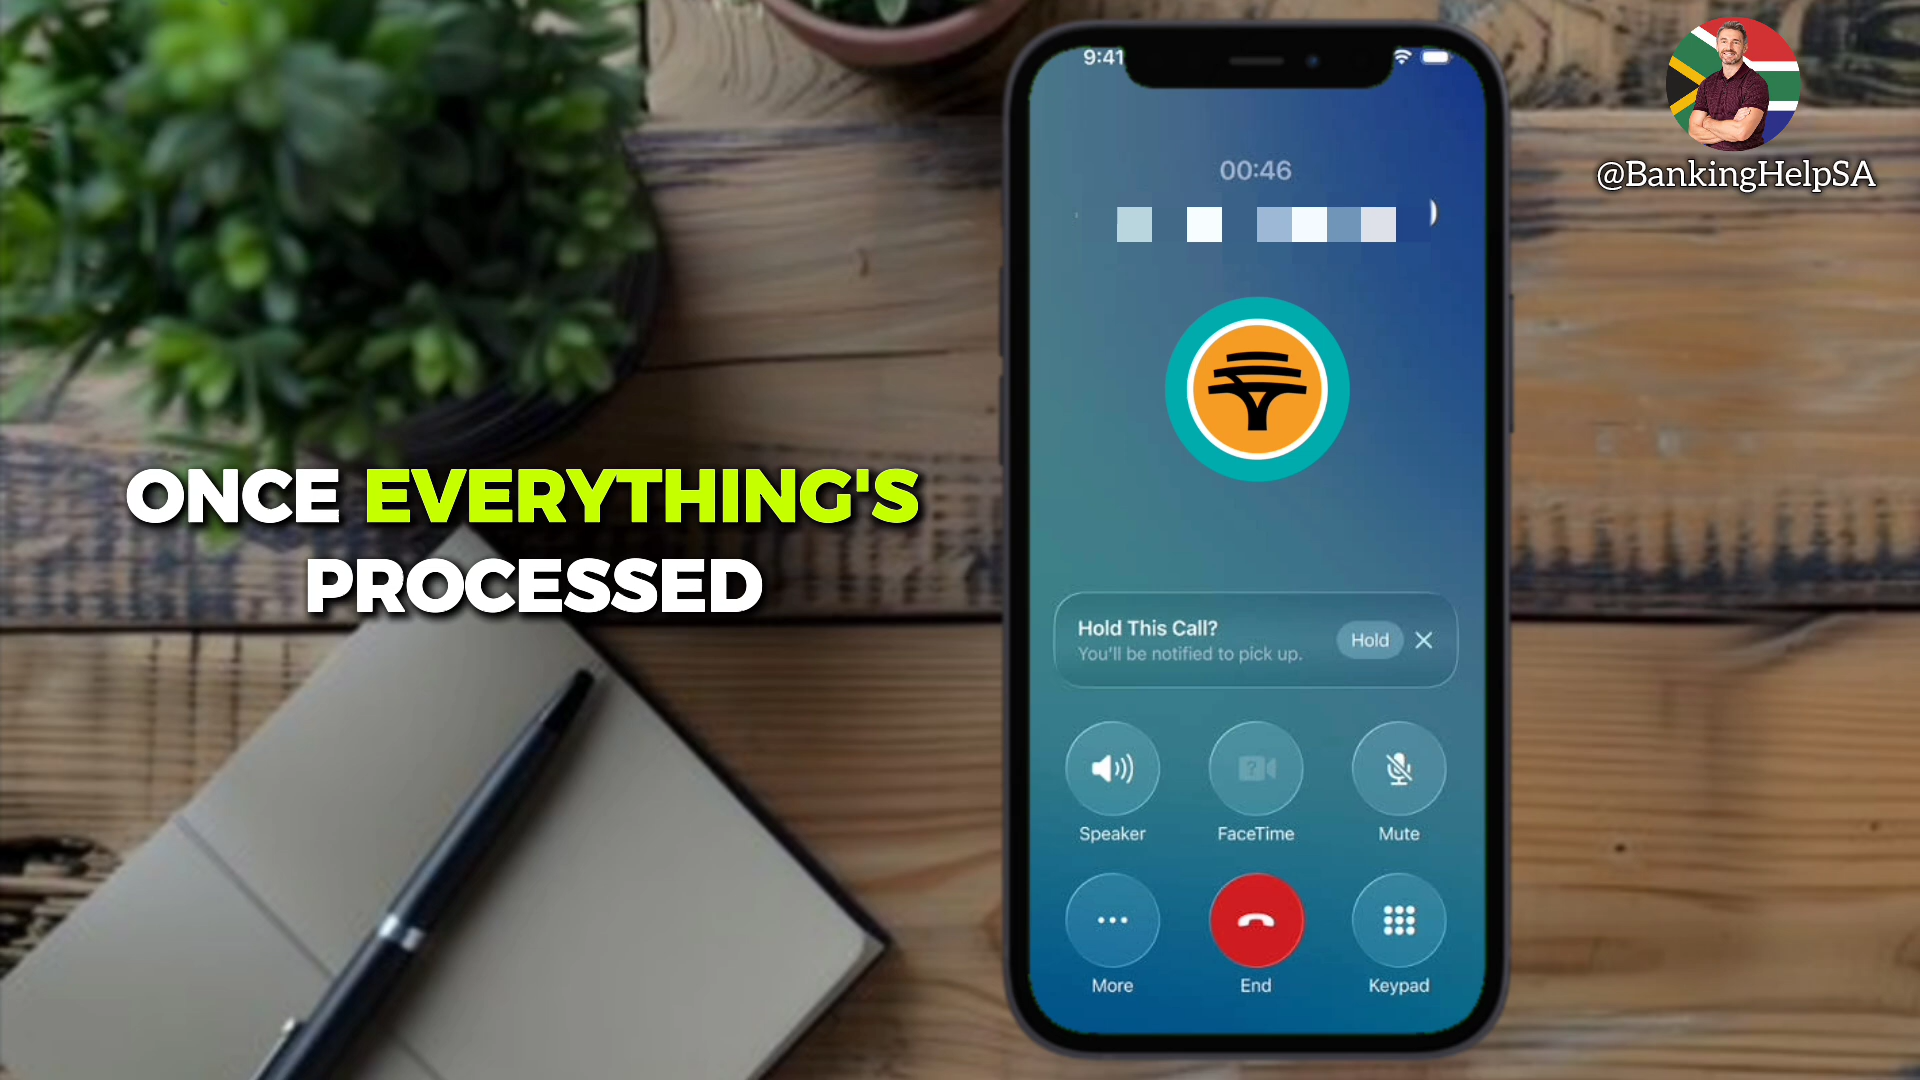 9:41
@BankingHelpSA
00:46
ONCE EVERYTHING'S
PROCESSED
Hold This Call?
You'll be notified to pick up.
Hold
Speaker
FaceTime
Mute
More
End
Keypad